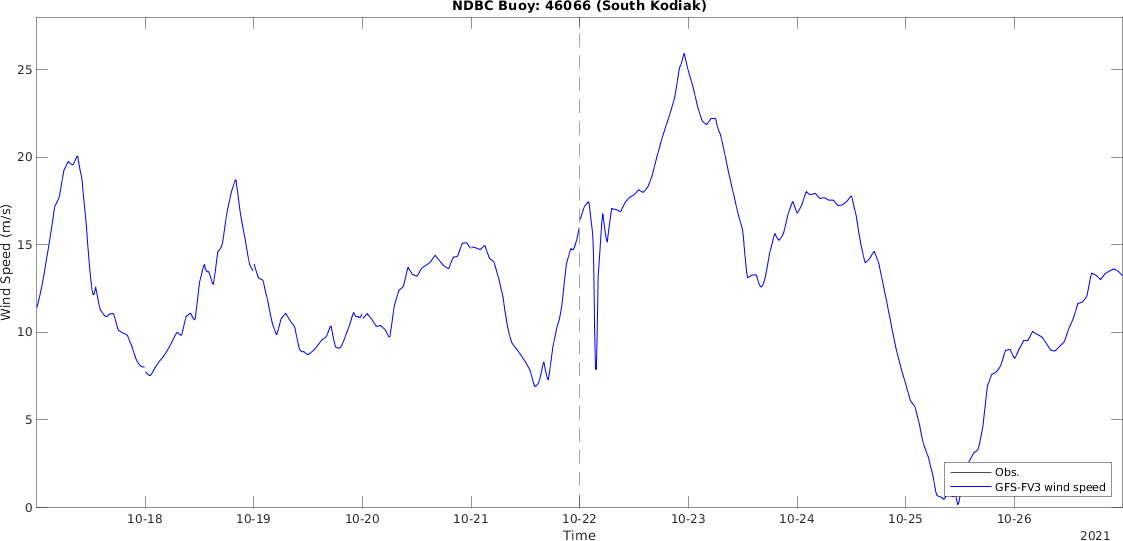 NDBC Buoy: 46066 (South Kodiak)
Wind Speed (m/s)
25
20
15
10
5
0
10-18 10-19 10-20 10-21 10-22 10-23 10-24 10-25 10-26
Time
2021
Obs.
GFS-FV3 wind speed